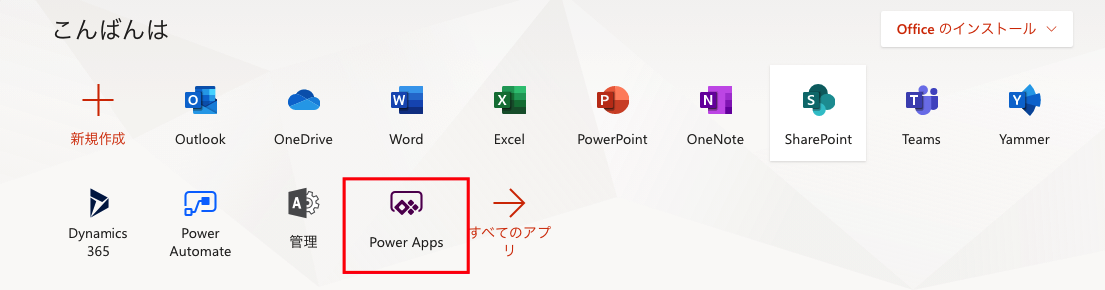 こんばんは
Office のインストール
新規作成
Outlook
OneDrive
Word
Excel
PowerPoint
OneNote
SharePoint
Teams
Yammer
Dynamics
365
Power
Automate
管理
Power Apps
すべてのアプ
リ